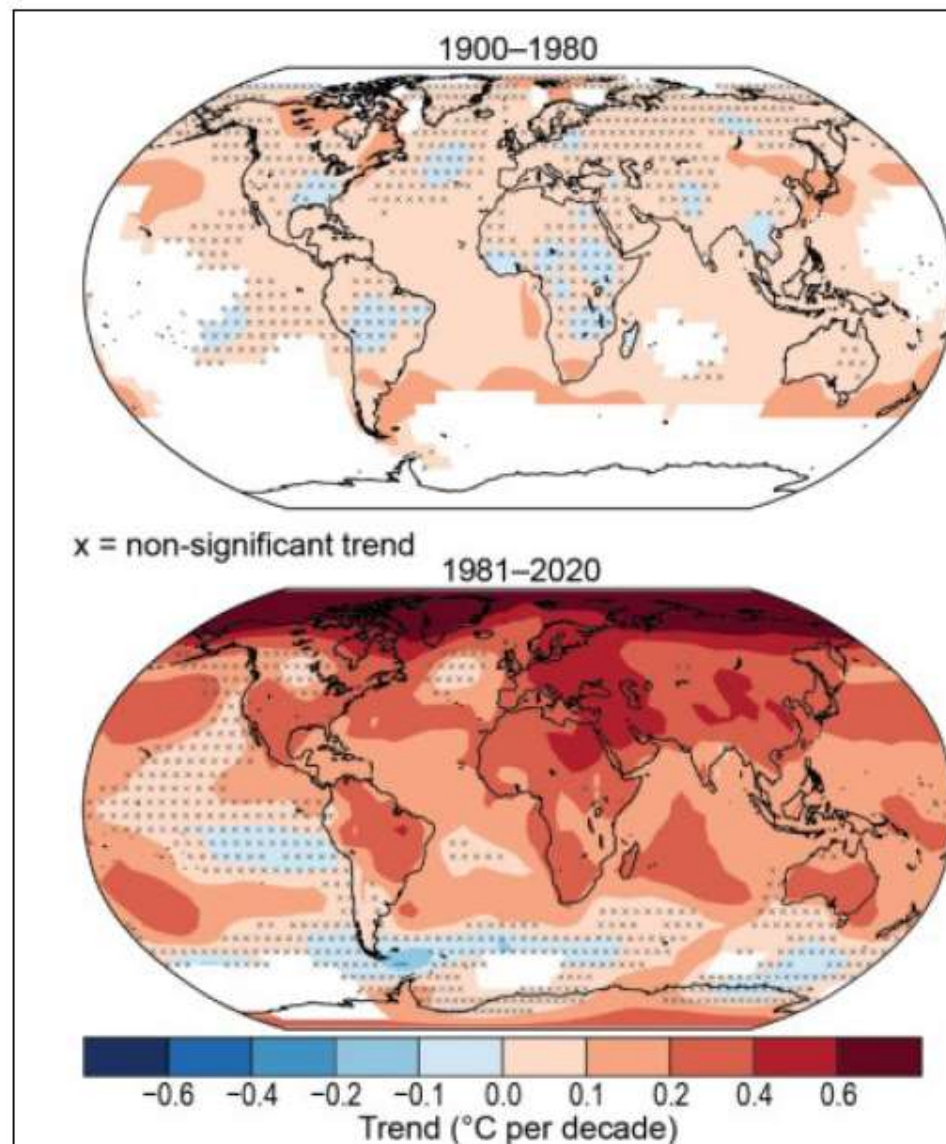 1900–1980
x = non-significant trend
1981–2020
−0.6 −0.4 −0.2 −0.1 0.0 0.1 0.2 0.4 0.6
Trend (°C per decade)